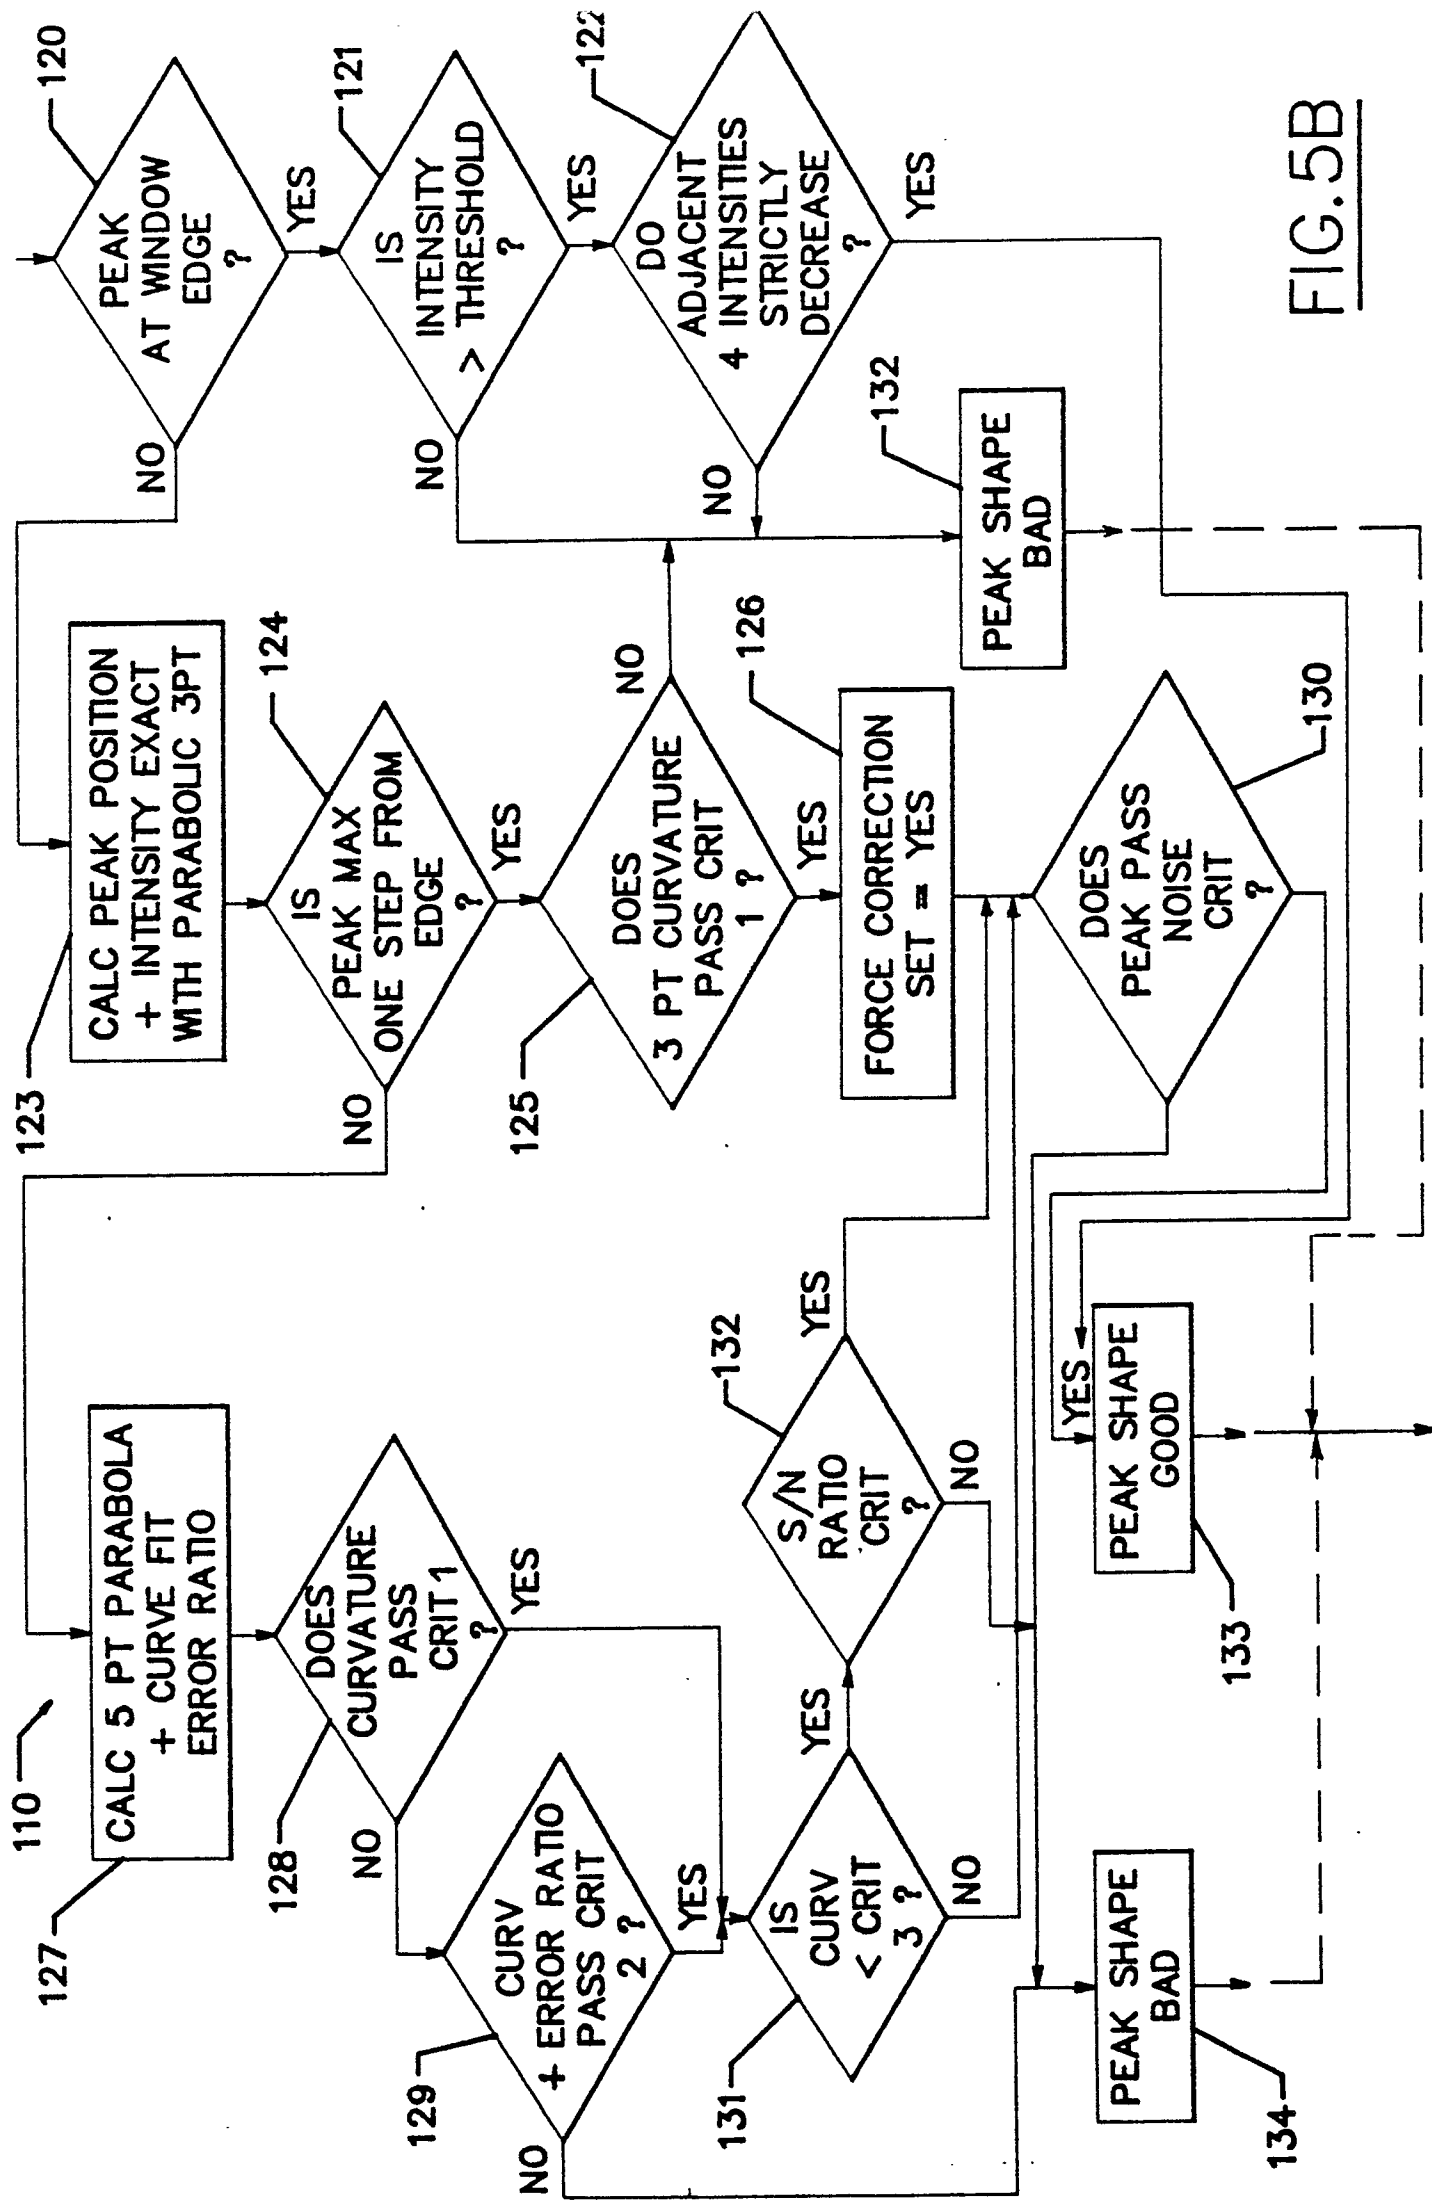 110
127
CALC 5 PT PARABOLA
+ CURVE FIT
ERROR RATIO
128
DOES
CURVATURE
PASS
CRIT 1
?
NO
YES
129
CURV
+ ERROR RATIO
PASS CRIT
2 ?
NO
YES
131
IS
CURV
< CRIT
3 ?
YES
NO
132
S/N
RATIO
CRIT
?
YES
NO
134
PEAK SHAPE
BAD
133
PEAK SHAPE
GOOD
YES
123
CALC PEAK POSITION
+ INTENSITY EXACT
WITH PARABOLIC 3PT
124
IS
PEAK MAX
ONE STEP FROM
EDGE
?
NO
YES
125
DOES
3 PT CURVATURE
PASS CRIT
1 ?
NO
YES
126
FORCE CORRECTION
SET = YES
130
DOES
PEAK PASS
NOISE
CRIT
?
120
PEAK
AT WINDOW
EDGE
?
NO
YES
121
IS
INTENSITY
> THRESHOLD
?
NO
YES
122
DO
ADJACENT
4 INTENSITIES
STRICTLY
DECREASE
?
NO
YES
132
PEAK SHAPE
BAD
FIG.5B